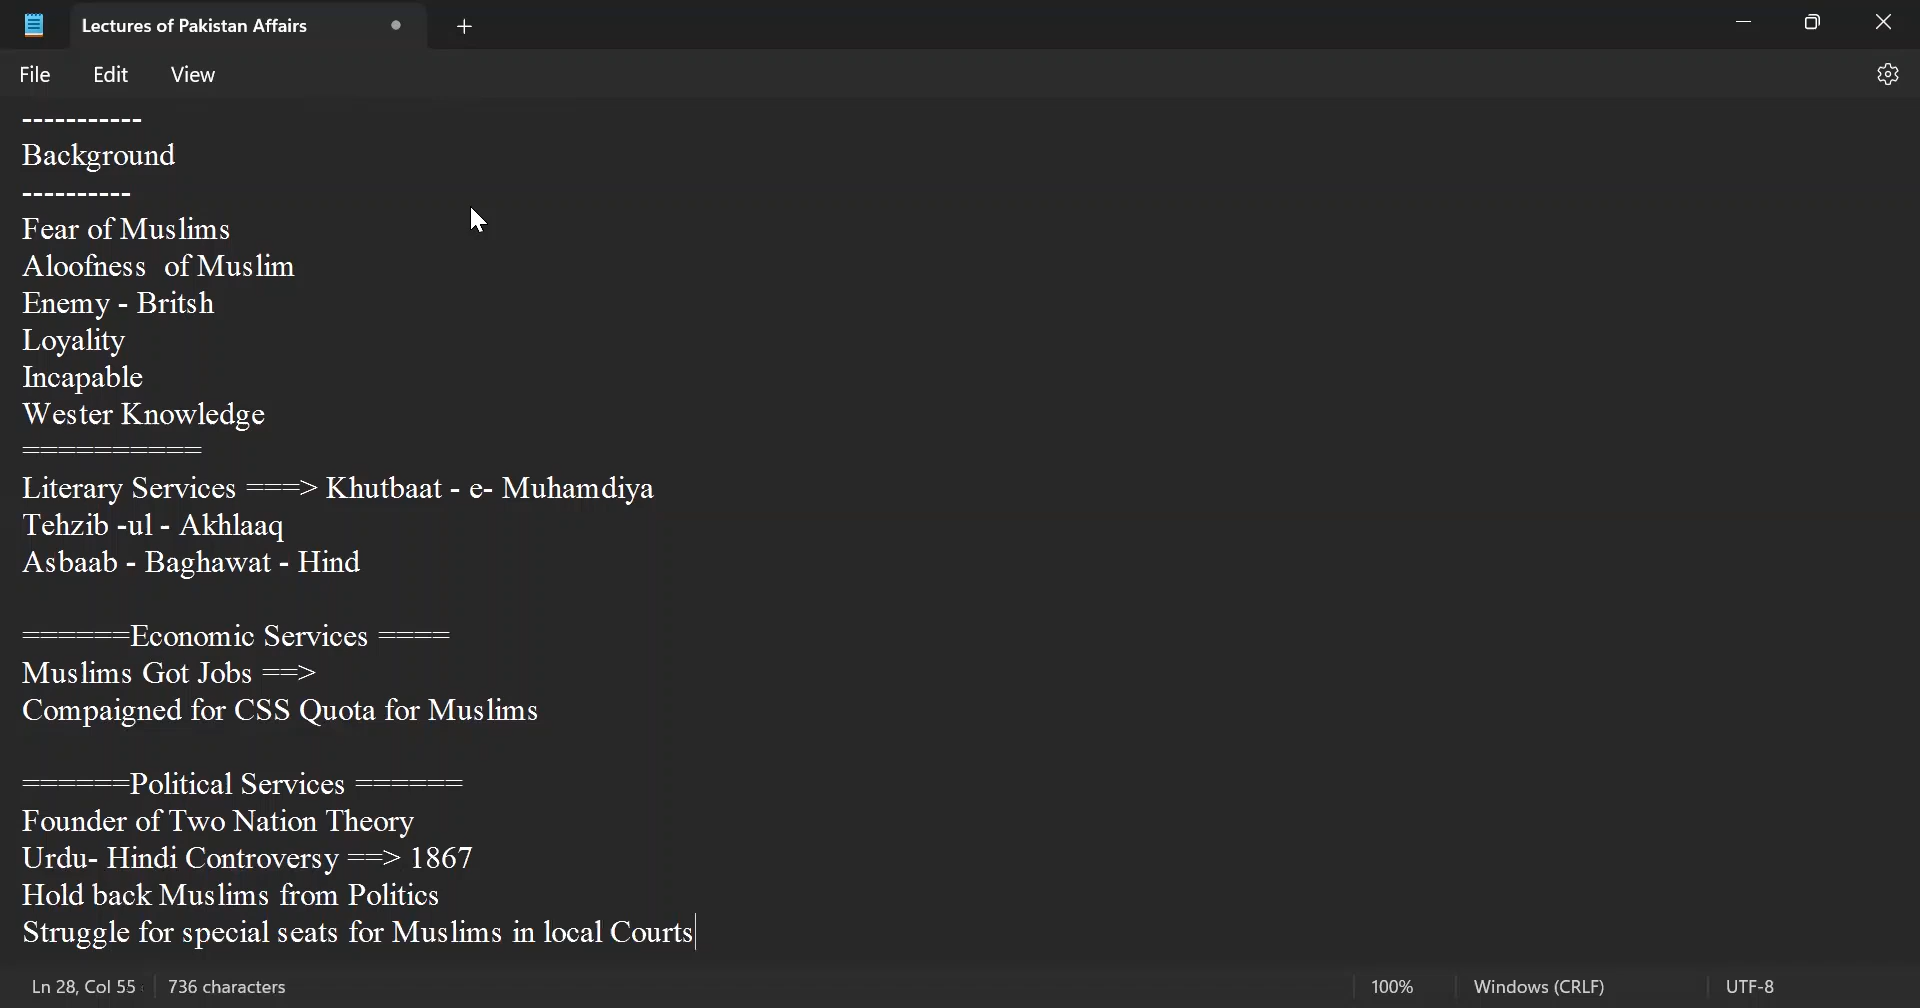 Lectures of Pakistan Affairs
File Edit View
-----------
Background
----------
Fear of Muslims
Aloofness  of Muslim
Enemy - Britsh
Loyality
Incapable
Wester Knowledge
==========
Literary Services ===> Khutbaat - e- Muhamdiya
Tehzib -ul - Akhlaaq
Asbaab - Baghawat - Hind
======Economic Services ====
Muslims Got Jobs ==>
Compaigned for CSS Quota for Muslims
======Political Services ======
Founder of Two Nation Theory
Urdu- Hindi Controversy ==> 1867
Hold back Muslims from Politics
Struggle for special seats for Muslims in local Courts
Ln 28, Col 55 736 characters 100% Windows (CRLF) UTF-8